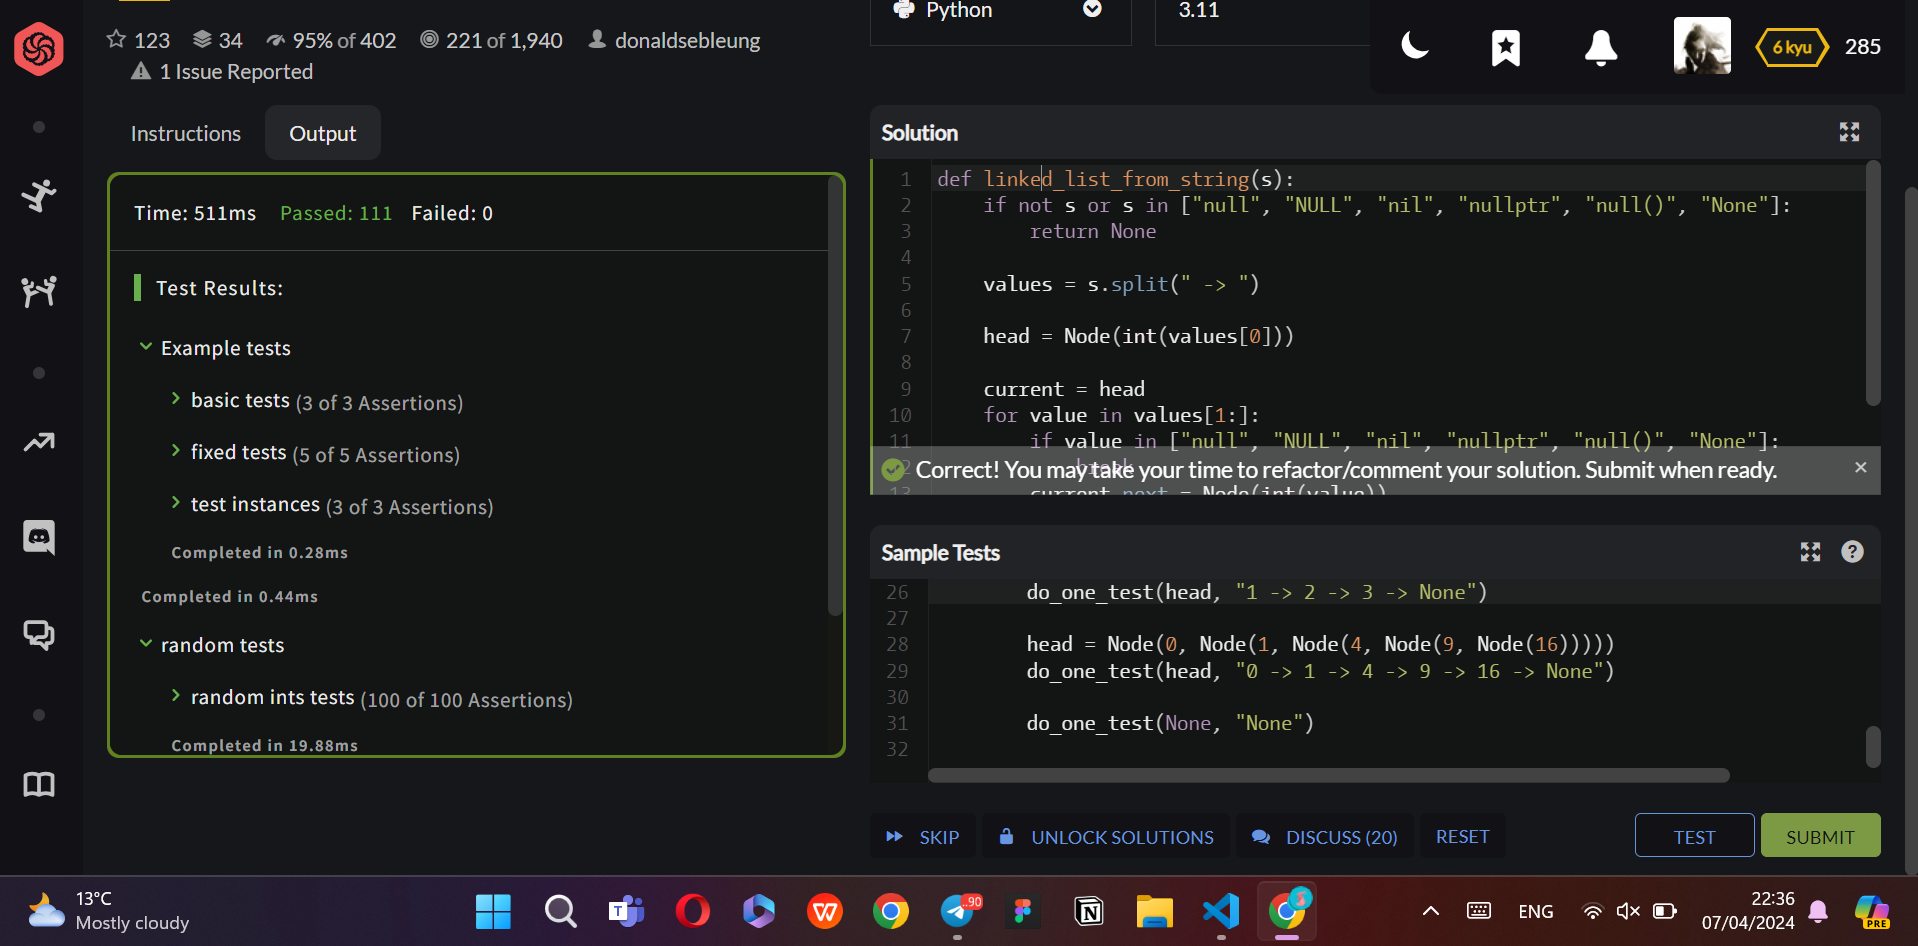 Python
3.11
123 34 95% of 402 221 of 1,940 donaldsebleung
1 Issue Reported
6 kyu 285
Instructions Output
Time: 511ms Passed: 111 Failed: 0
Test Results:
Example tests
basic tests (3 of 3 Assertions)
fixed tests (5 of 5 Assertions)
test instances (3 of 3 Assertions)
Completed in 0.28ms
Completed in 0.44ms
random tests
random ints tests (100 of 100 Assertions)
Completed in 19.88ms
Solution
1 def linked_list_from_string(s):
2 if not s or s in ["null", "NULL", "nil", "nullptr", "null()", "None"]:
3 return None
4
5 values = s.split(" -> ")
6
7 head = Node(int(values[0]))
8
9 current = head
10 for value in values[1:]:
11 if value in ["null", "NULL", "nil", "nullptr", "null()", "None"]:
12 break
Correct! You may take your time to refactor/comment your solution. Submit when ready.
13 current.next = Node(int(value))
Sample Tests
26 do_one_test(head, "1 -> 2 -> 3 -> None")
27
28 head = Node(0, Node(1, Node(4, Node(9, Node(16)))))
29 do_one_test(head, "0 -> 1 -> 4 -> 9 -> 16 -> None")
30
31 do_one_test(None, "None")
32
SKIP UNLOCK SOLUTIONS DISCUSS (20) RESET TEST SUBMIT
13°C
Mostly cloudy
.90
ENG
22:36
07/04/2024
PRE